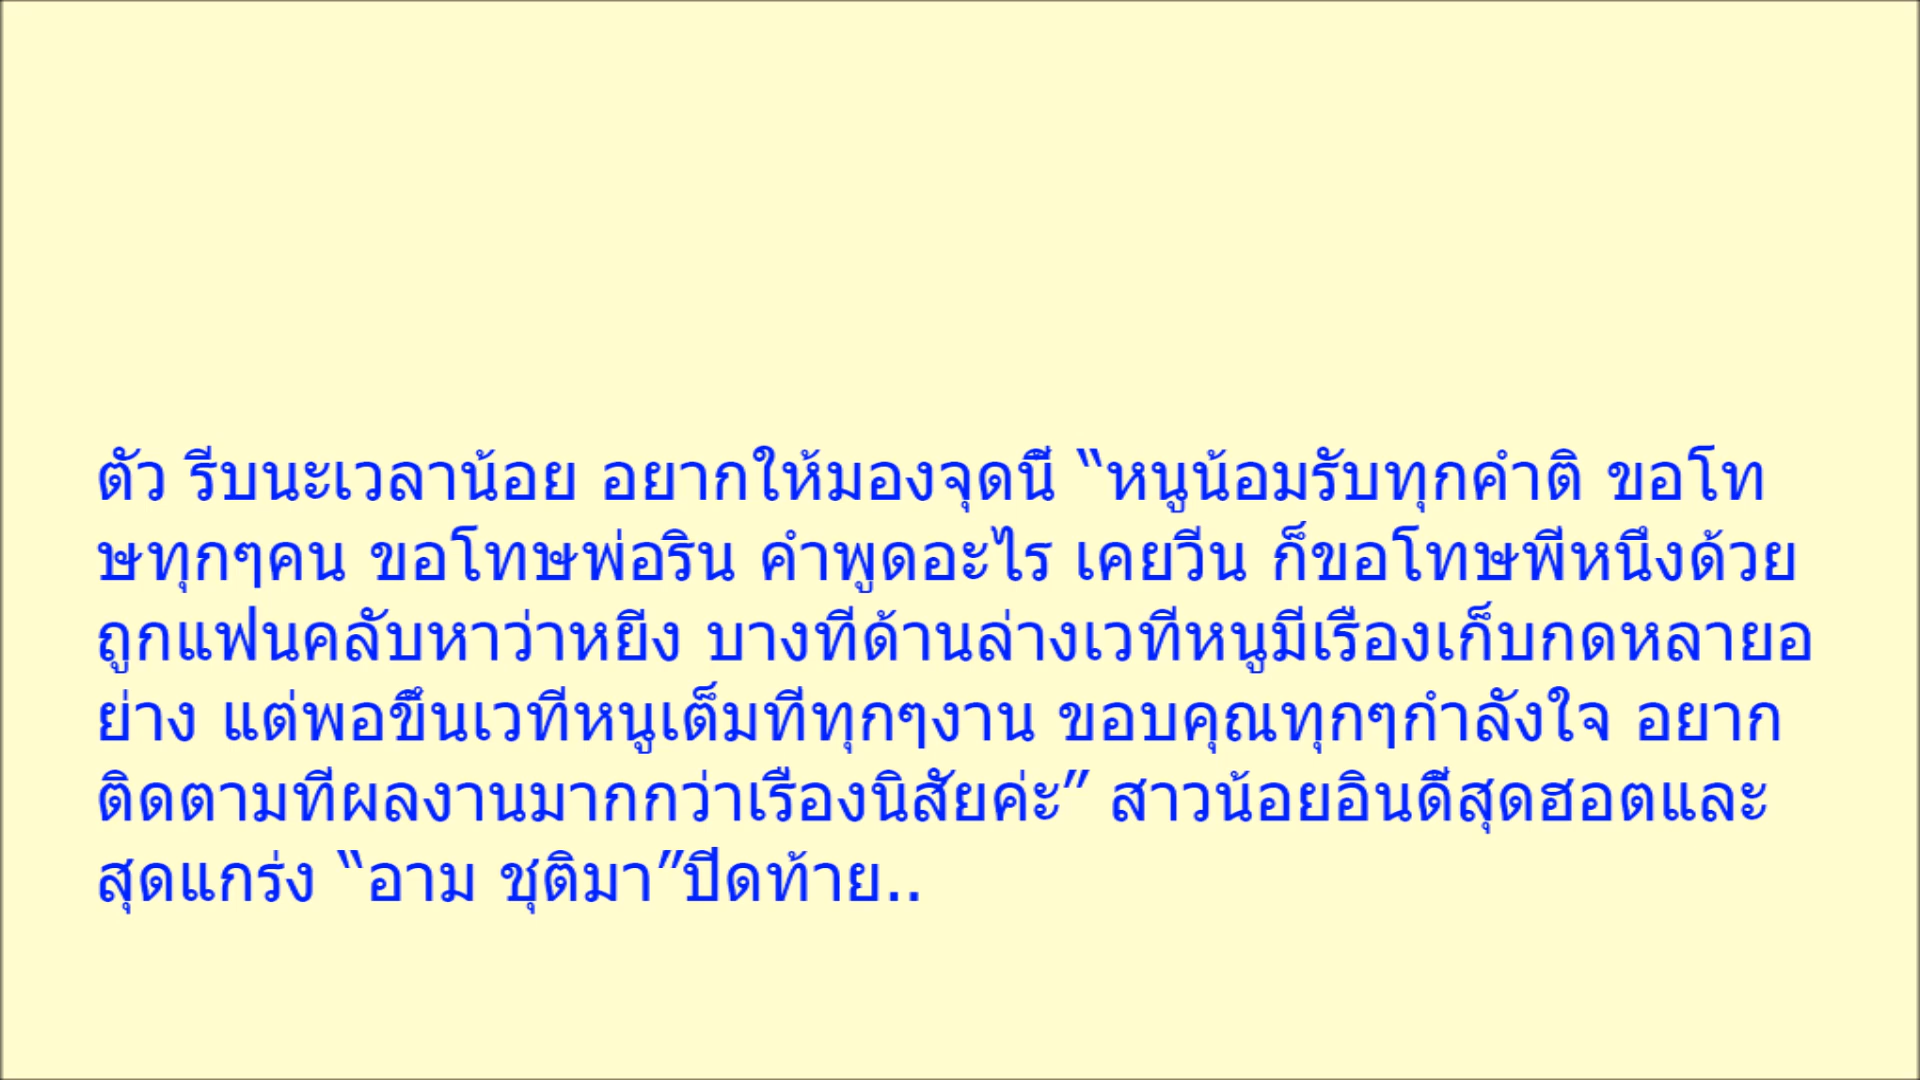 ตัว รีบนะเวลาน้อย อยากให้มองจุดนี้ “หนูน้อมรับทุกคำติ ขอโท
ษทุกๆคน ขอโทษพ่อริน คำพูดอะไร เคยวีน ก็ขอโทษพี่หนึ่งด้วย
ถูกแฟนคลับหาว่าหยิ่ง บางทีด้านล่างเวทีหนูมีเรื่องเก็บกดหลายอ
ย่าง แต่พอขึ้นเวทีหนูเต็มที่ทุกๆงาน ขอบคุณทุกๆกำลังใจ อยาก
ติดตามที่ผลงานมากกว่าเรื่องนิสัยค่ะ” สาวน้อยอินดี้สุดฮอตและ
สุดแกร่ง “อาม ชุติมา”ปิดท้าย..